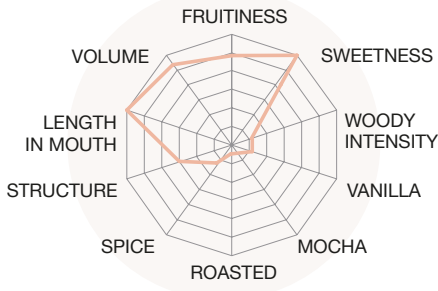 FRUITINESS
VOLUME
SWEETNESS
LENGTH
IN MOUTH
WOODY
INTENSITY
STRUCTURE
VANILLA
SPICE
MOCHA
ROASTED